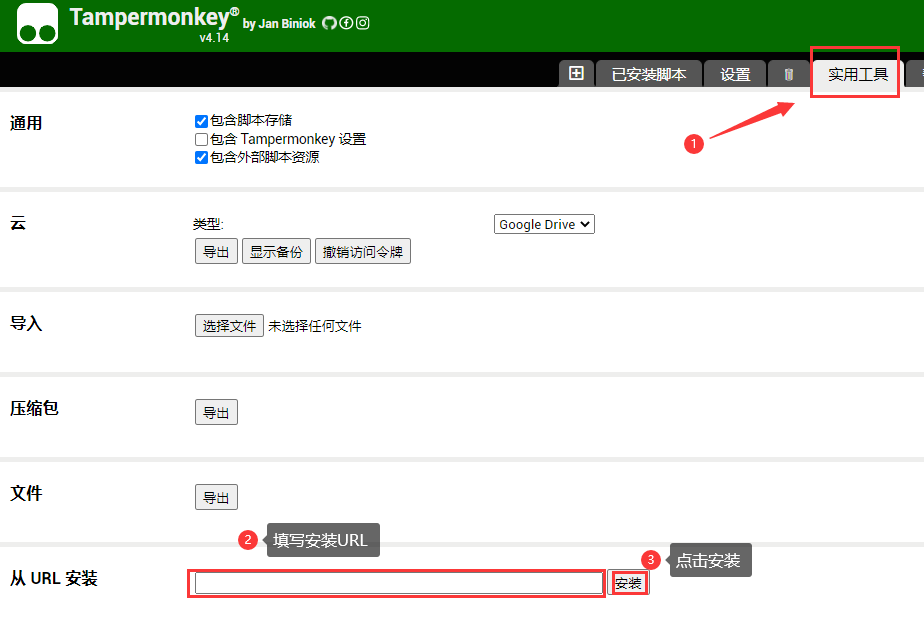 Tampermonkey® by Jan Biniok
v4.14
已安装脚本 设置 实用工具
1
通用
包含脚本存储
包含 Tampermonkey 设置
包含外部脚本资源
云
类型:
Google Drive
导出 显示备份 撤销访问令牌
导入
选择文件 未选择任何文件
压缩包
导出
文件
导出
2 填写安装URL
3 点击安装
从 URL 安装
安装